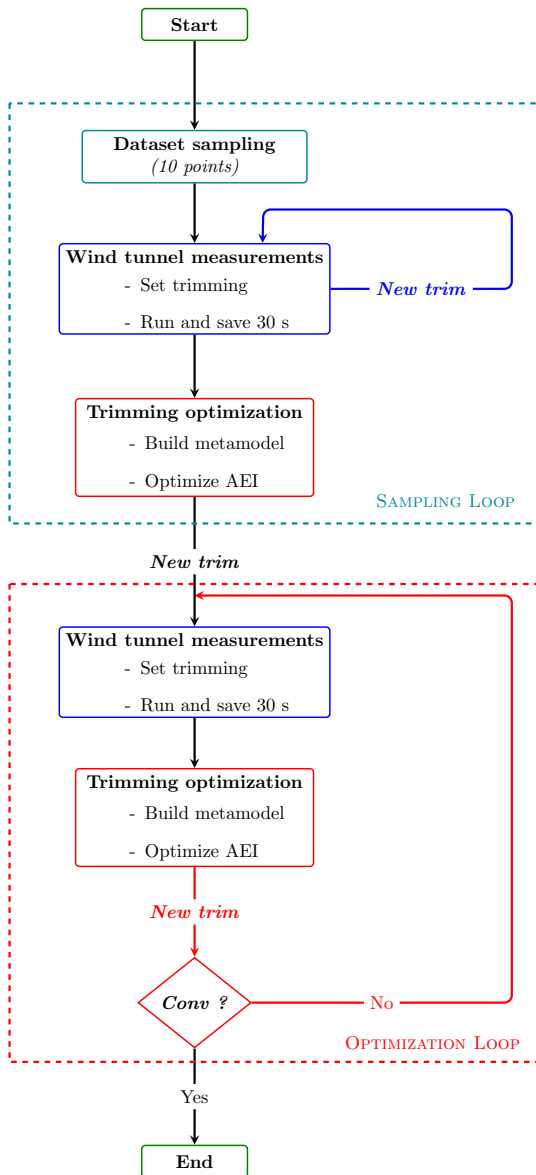 Start
Dataset sampling
(10 points)
Wind tunnel measurements
- Set trimming
New trim
- Run and save 30 s
Trimming optimization
- Build metamodel
- Optimize AEI
SAMPLING LOOP
New trim
Wind tunnel measurements
- Set trimming
- Run and save 30 s
Trimming optimization
- Build metamodel
- Optimize AEI
New trim
Conv ?
No
OPTIMIZATION LOOP
Yes
End